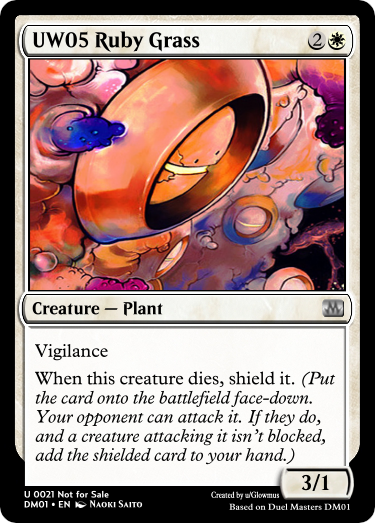 UW05 Ruby Grass 2
Creature — Plant
Vigilance
When this creature dies, shield it. (Put
the card onto the battlefield face-down.
Your opponent can attack it. If they do,
and a creature attacking it isn't blocked,
add the shielded card to your hand.)
3/1
U 0021 Not for Sale
DM01 • EN Naoki Saito
Created by u/Glowmus
Based on Duel Masters DM01